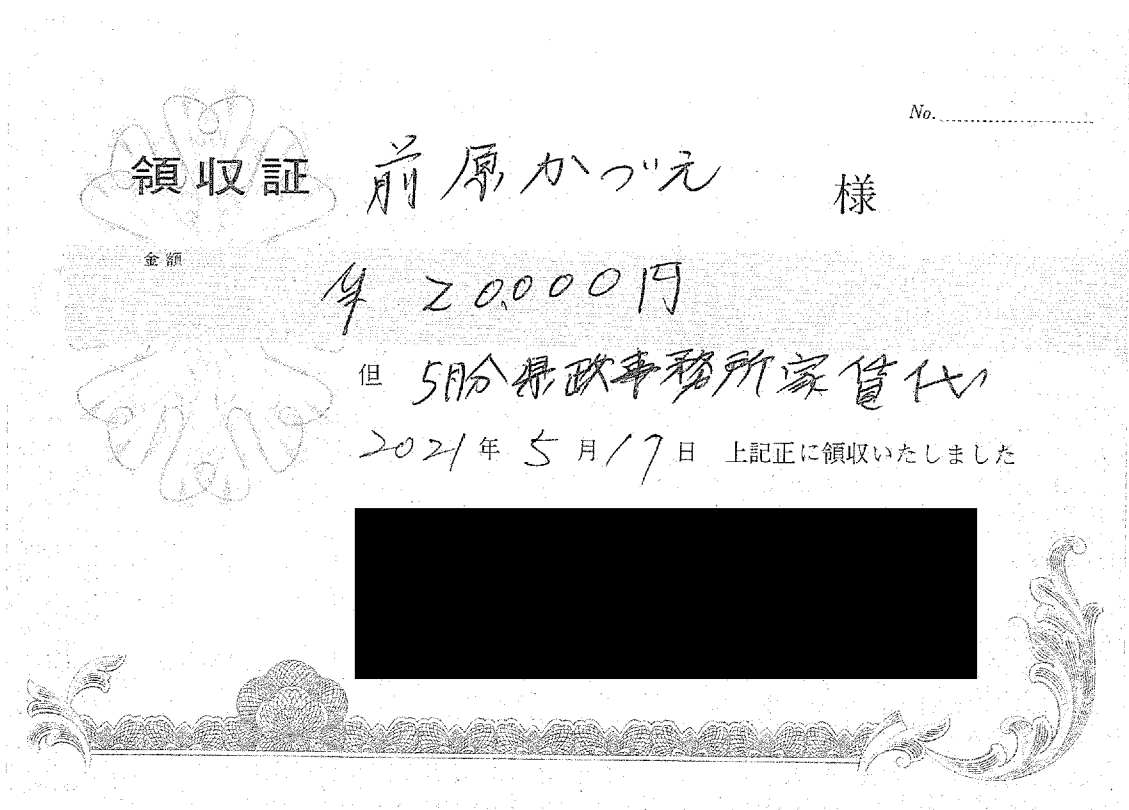 No.
領収証 前原かづえ 様
金額
¥ 20,000円
但 5月分県政事務所家賃代
2021年 5月17日 上記正に領収いたしました